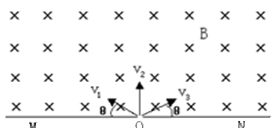 × × × × × × × ×
B
× × × × × × × ×
v₂
× × × × × × × ×
v₁ v₃
× × × × × × × ×
θ θ
M O N